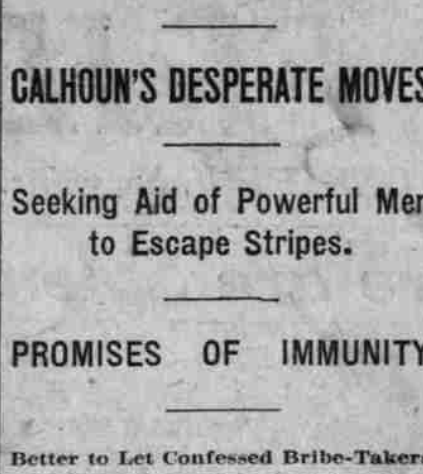 CALHOUN'S DESPERATE MOVES
Seeking Aid of Powerful Men
to Escape Stripes.
PROMISES OF IMMUNITY
Better to Let Confessed Bribe-Takers